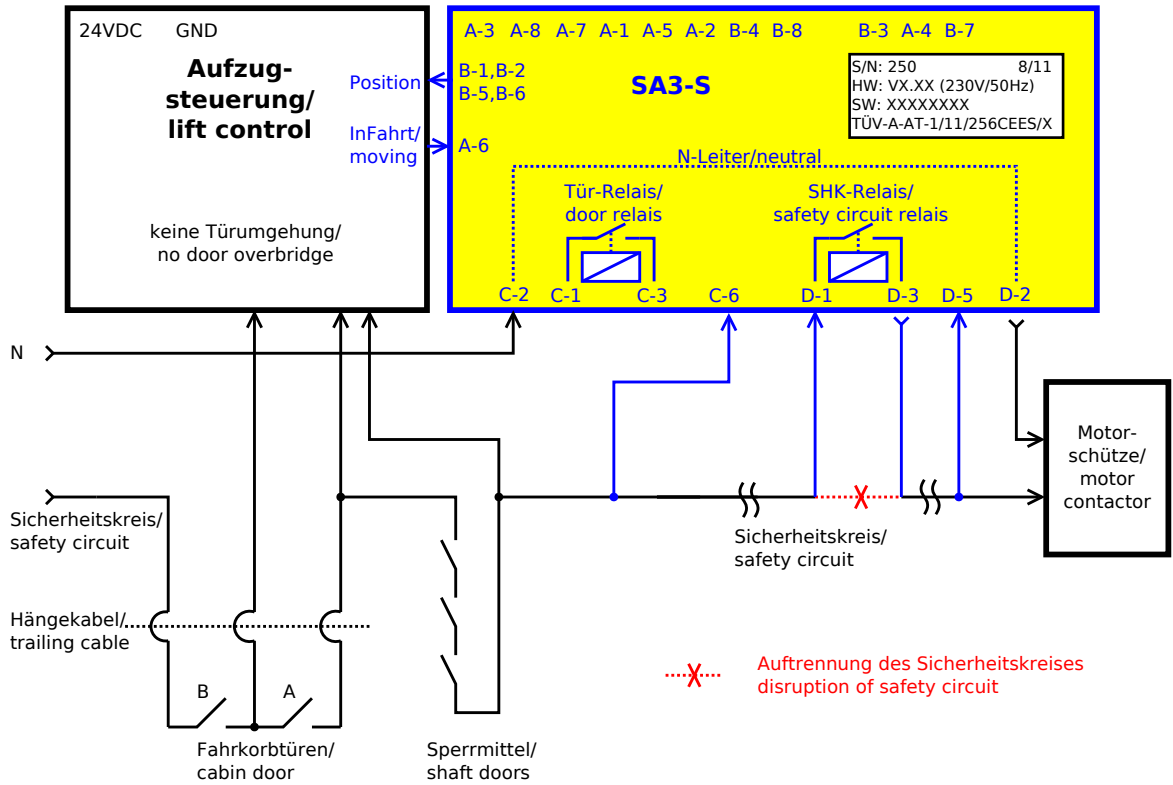 24VDC GND
Aufzug-
steuerung/
lift control
Position
InFahrt/
moving
keine Türumgehung/
no door overbridge
A-3 A-8 A-7 A-1 A-5 A-2 B-4 B-8 B-3 A-4 B-7
B-1,B-2
B-5,B-6
SA3-S
S/N: 250 8/11
HW: VX.XX (230V/50Hz)
SW: XXXXXXXX
TÜV-A-AT-1/11/256CEES/X
A-6
N-Leiter/neutral
Tür-Relais/
door relais
SHK-Relais/
safety circuit relais
C-2 C-1 C-3 C-6 D-1 D-3 D-5 D-2
N
Motor-
schütze/
motor
contactor
Sicherheitskreis/
safety circuit
Sicherheitskreis/
safety circuit
Hängekabel/
trailing cable
B A
Fahrkorbtüren/
cabin door
Sperrmittel/
shaft doors
X Auftrennung des Sicherheitskreises
disruption of safety circuit